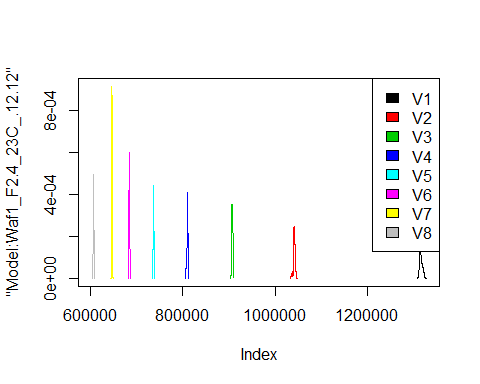 "Model:Waf1_F2.4_23C_.12.12"
8e-04
4e-04
0e+00
V1
V2
V3
V4
V5
V6
V7
V8
600000 800000 1000000 1200000
Index